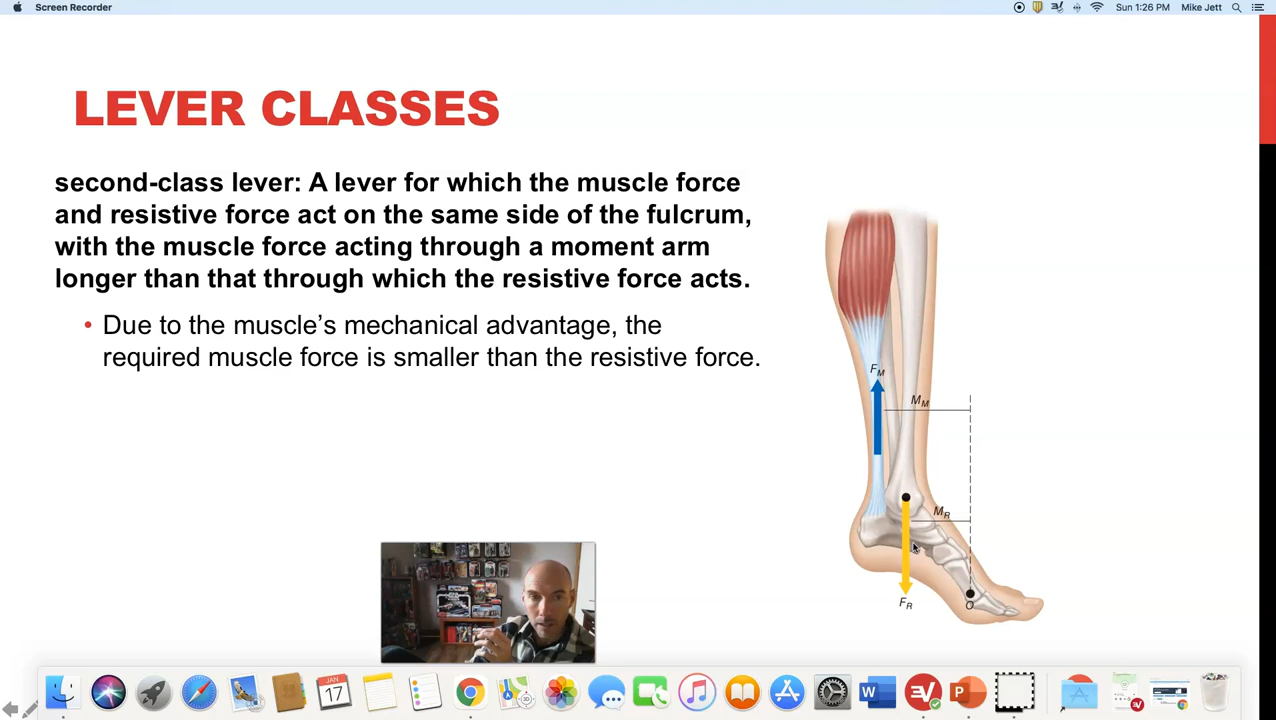 Screen Recorder
Sun 1:26 PM
Mike Jett
LEVER CLASSES
second-class lever: A lever for which the muscle force
and resistive force act on the same side of the fulcrum,
with the muscle force acting through a moment arm
longer than that through which the resistive force acts.
• Due to the muscle's mechanical advantage, the
required muscle force is smaller than the resistive force.
FM
MM
MR
FR
O
JAN
17
3D
W
P